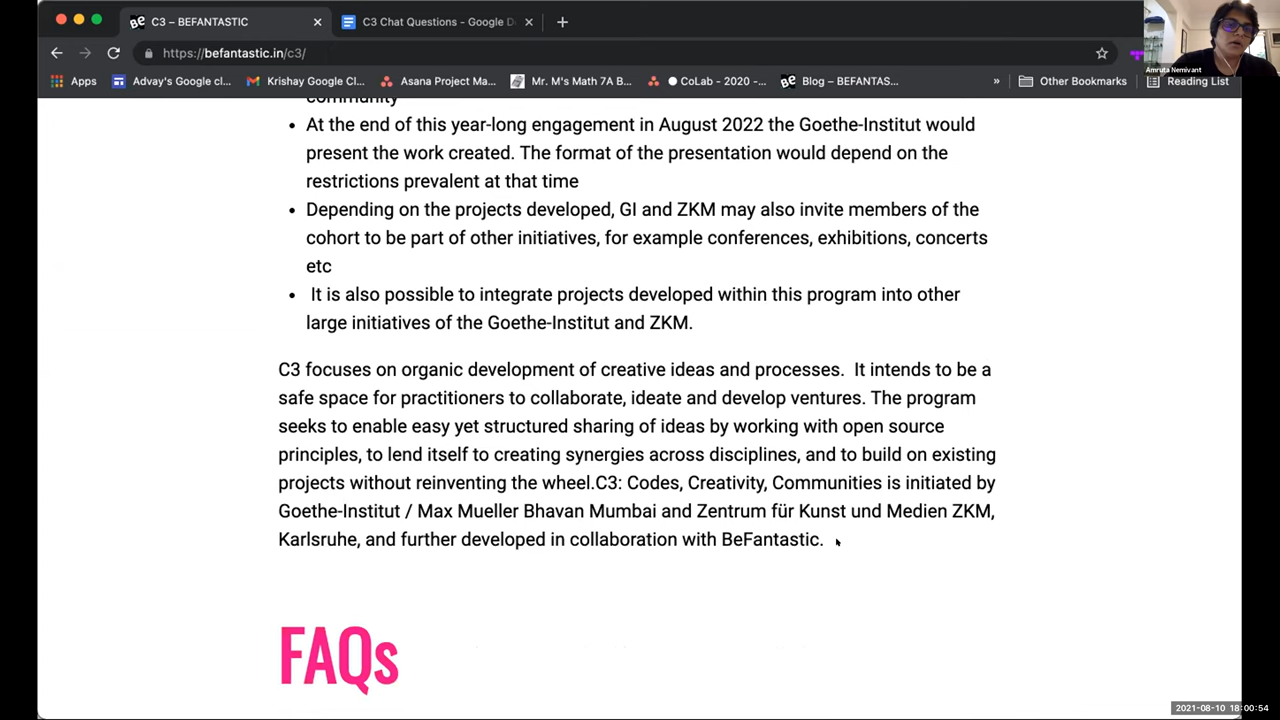 C3 – BEFANTASTIC
C3 Chat Questions - Google D
https://befantastic.in/c3/
Amruta Nemivant
Apps
Advay's Google cl...
Krishay Google Cl...
Asana Project Ma...
Mr. M's Math 7A B...
CoLab - 2020 -...
Blog – BEFANTAS...
»
Other Bookmarks
Reading List
community
• At the end of this year-long engagement in August 2022 the Goethe-Institut would
present the work created. The format of the presentation would depend on the
restrictions prevalent at that time
• Depending on the projects developed, GI and ZKM may also invite members of the
cohort to be part of other initiatives, for example conferences, exhibitions, concerts
etc
• It is also possible to integrate projects developed within this program into other
large initiatives of the Goethe-Institut and ZKM.
C3 focuses on organic development of creative ideas and processes. It intends to be a
safe space for practitioners to collaborate, ideate and develop ventures. The program
seeks to enable easy yet structured sharing of ideas by working with open source
principles, to lend itself to creating synergies across disciplines, and to build on existing
projects without reinventing the wheel.C3: Codes, Creativity, Communities is initiated by
Goethe-Institut / Max Mueller Bhavan Mumbai and Zentrum für Kunst und Medien ZKM,
Karlsruhe, and further developed in collaboration with BeFantastic.
FAQs
2021-08-10 18:00:54